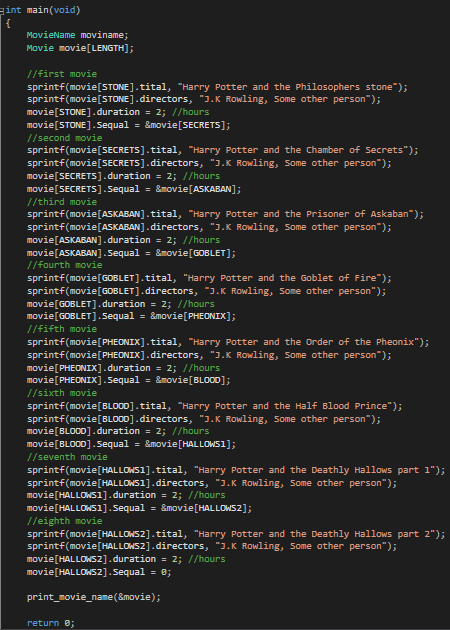 int main(void)
{
MovieName moviname;
Movie movie[LENGTH];
//first movie
sprintf(movie[STONE].tital, "Harry Potter and the Philosophers stone");
sprintf(movie[STONE].directors, "J.K Rowling, Some other person");
movie[STONE].duration = 2; //hours
movie[STONE].Sequal = &movie[SECRETS];
//second movie
sprintf(movie[SECRETS].tital, "Harry Potter and the Chamber of Secrets");
sprintf(movie[SECRETS].directors, "J.K Rowling, Some other person");
movie[SECRETS].duration = 2; //hours
movie[SECRETS].Sequal = &movie[ASKABAN];
//third movie
sprintf(movie[ASKABAN].tital, "Harry Potter and the Prisoner of Askaban");
sprintf(movie[ASKABAN].directors, "J.K Rowling, Some other person");
movie[ASKABAN].duration = 2; //hours
movie[ASKABAN].Sequal = &movie[GOBLET];
//fourth movie
sprintf(movie[GOBLET].tital, "Harry Potter and the Goblet of Fire");
sprintf(movie[GOBLET].directors, "J.K Rowling, Some other person");
movie[GOBLET].duration = 2; //hours
movie[GOBLET].Sequal = &movie[PHEONIX];
//fifth movie
sprintf(movie[PHEONIX].tital, "Harry Potter and the Order of the Pheonix");
sprintf(movie[PHEONIX].directors, "J.K Rowling, Some other person");
movie[PHEONIX].duration = 2; //hours
movie[PHEONIX].Sequal = &movie[BLOOD];
//sixth movie
sprintf(movie[BLOOD].tital, "Harry Potter and the Half Blood Prince");
sprintf(movie[BLOOD].directors, "J.K Rowling, Some other person");
movie[BLOOD].duration = 2; //hours
movie[BLOOD].Sequal = &movie[HALLOWS1];
//seventh movie
sprintf(movie[HALLOWS1].tital, "Harry Potter and the Deathly Hallows part 1");
sprintf(movie[HALLOWS1].directors, "J.K Rowling, Some other person");
movie[HALLOWS1].duration = 2; //hours
movie[HALLOWS1].Sequal = &movie[HALLOWS2];
//eighth movie
sprintf(movie[HALLOWS2].tital, "Harry Potter and the Deathly Hallows part 2");
sprintf(movie[HALLOWS2].directors, "J.K Rowling, Some other person");
movie[HALLOWS2].duration = 2; //hours
movie[HALLOWS2].Sequal = 0;
print_movie_name(&movie);
return 0;